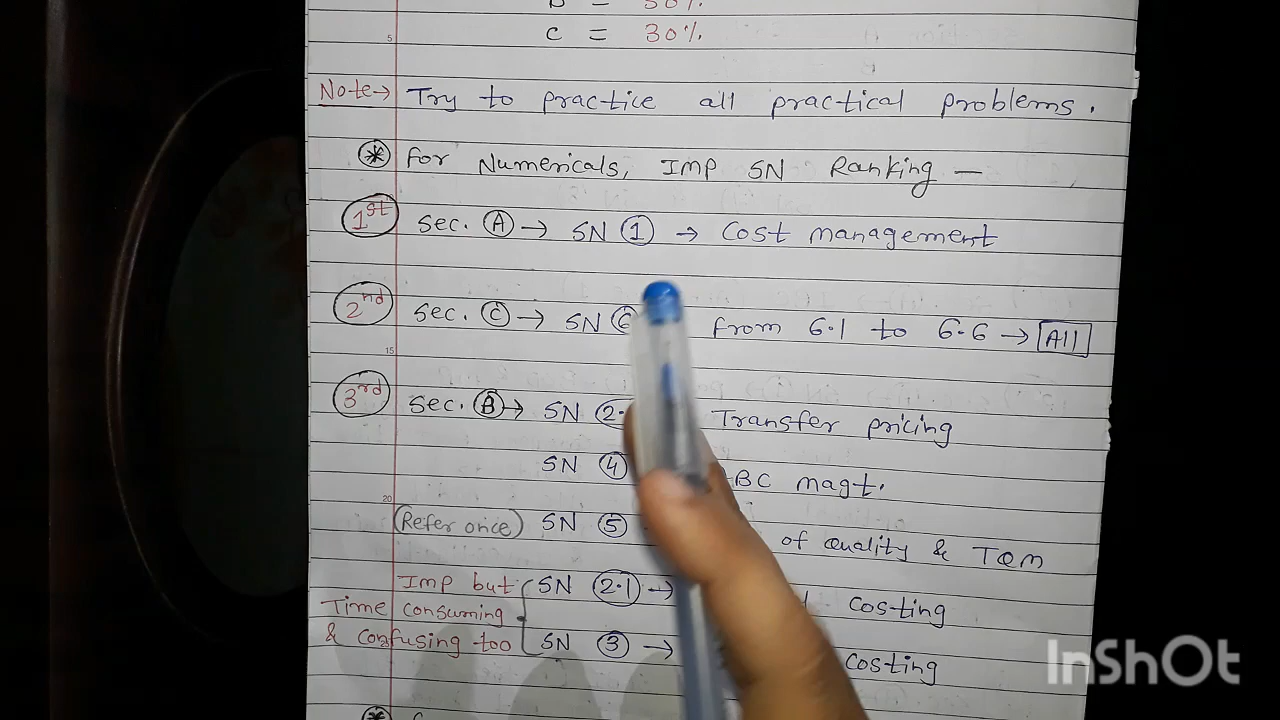 C = 30%.
Note→ Try to practice all practical problems.
* For Numericals, IMP SN Ranking —
1st Sec. A → SN 1 → Cost management
2nd Sec. C → SN from 6.1 to 6.6 → All
3rd Sec. B → SN Transfer pricing
SN 4 BC magt.
(Refer once) SN 5 of Quality & TQM
Imp but SN 2.1 → costing
Time consuming
& confusing too SN 3 → costing
5
15
20
InShOt